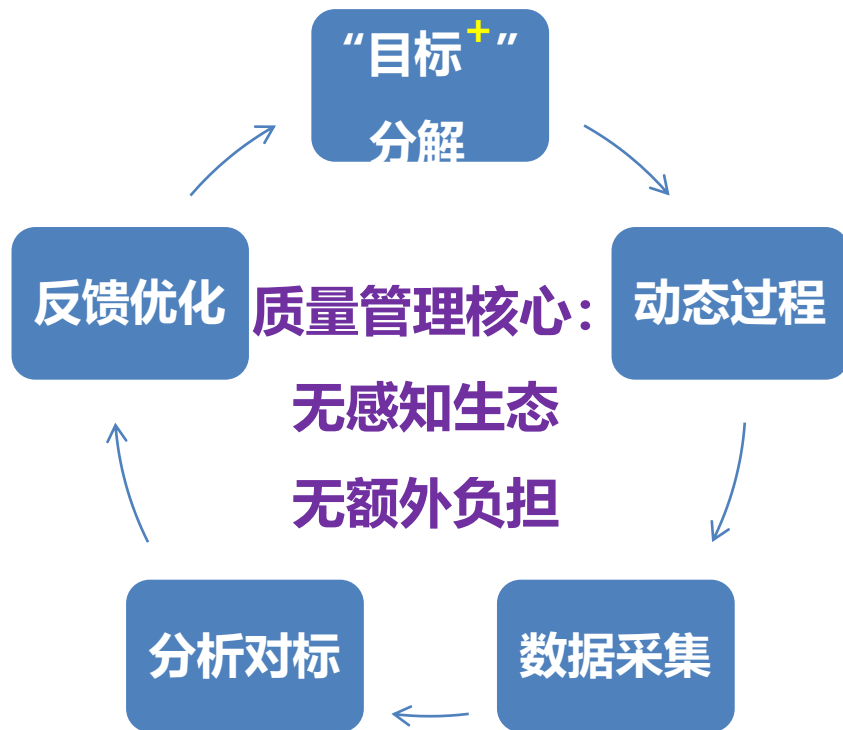 “目标+”
分解
动态过程
数据采集
分析对标
反馈优化
质量管理核心：
无感知生态
无额外负担